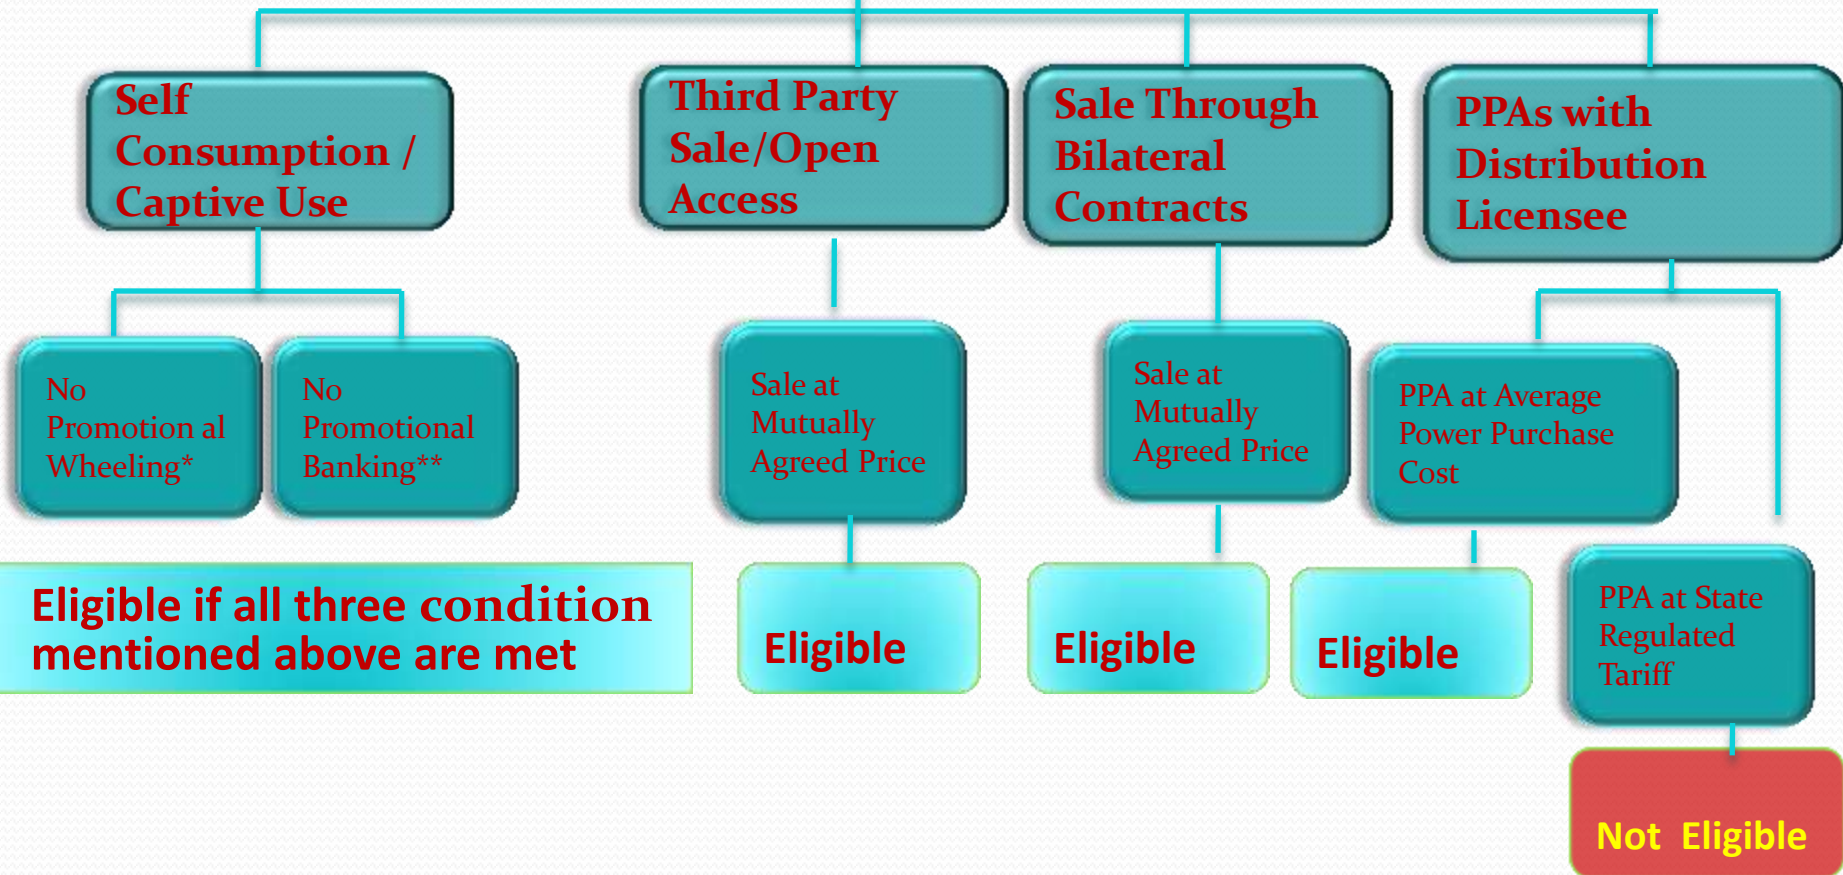 Self
Consumption /
Captive Use
Third Party
Sale/Open
Access
Sale Through
Bilateral
Contracts
PPAs with
Distribution
Licensee
No
Promotion al
Wheeling*
No
Promotional
Banking**
Sale at
Mutually
Agreed Price
Sale at
Mutually
Agreed Price
PPA at Average
Power Purchase
Cost
Eligible if all three condition
mentioned above are met
Eligible
Eligible
Eligible
PPA at State
Regulated
Tariff
Not Eligible